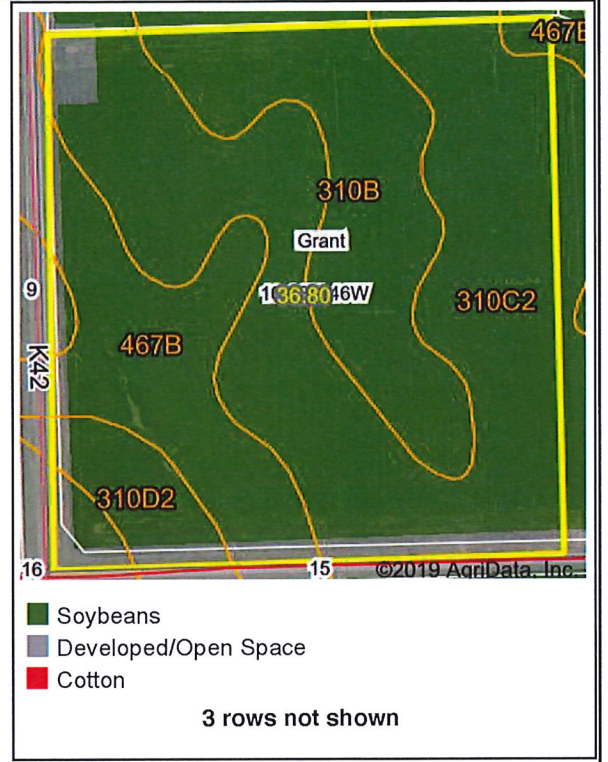 467B
310B
Grant
36.80
46W
9
310C2
467B
K42
310D2
16
15
©2019 AgriData, Inc.
Soybeans
Developed/Open Space
Cotton
3 rows not shown